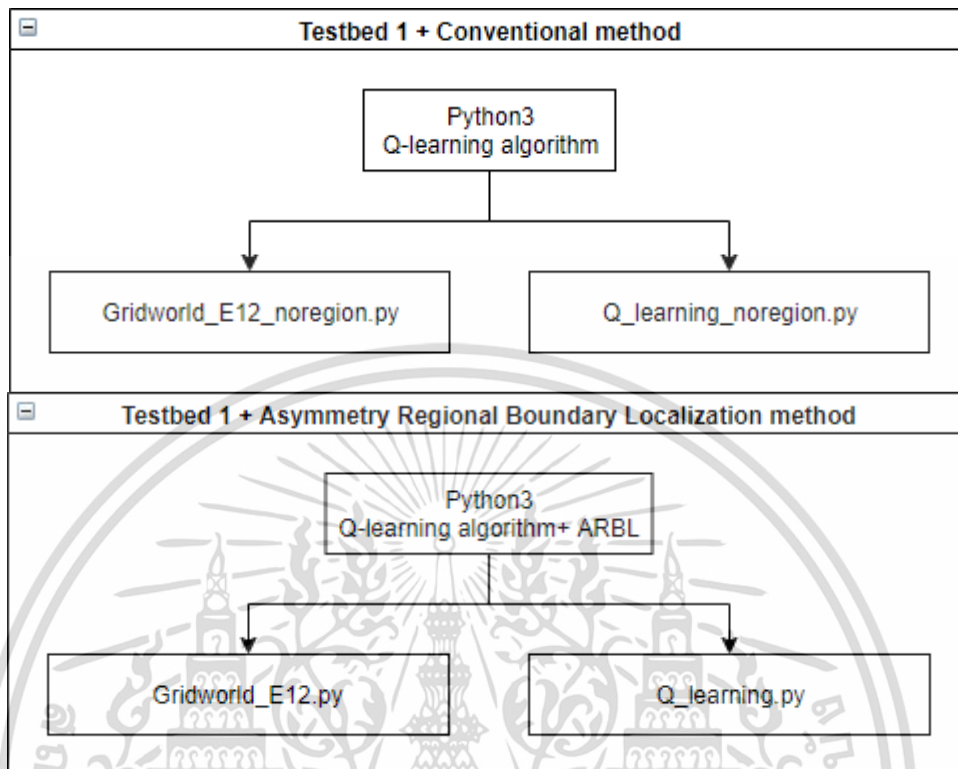 Testbed 1 + Conventional method
Python3
Q-learning algorithm
Gridworld_E12_noregion.py
Q_learning_noregion.py
Testbed 1 + Asymmetry Regional Boundary Localization method
Python3
Q-learning algorithm+ ARBL
Gridworld_E12.py
Q_learning.py